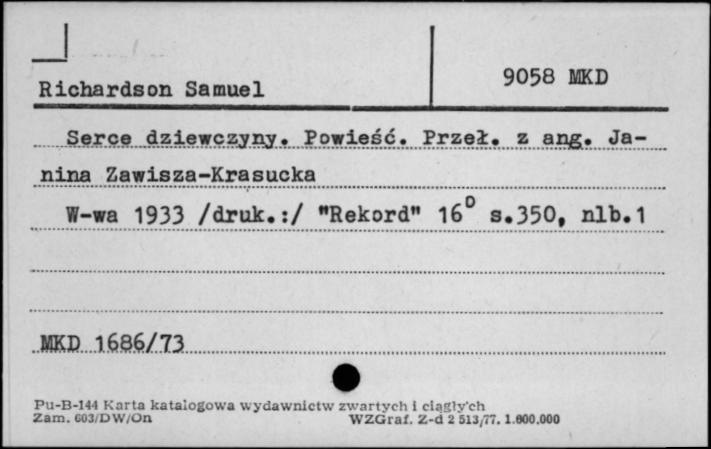 Richardson Samuel
9058 MKD
Serce dziewczyny. Powieść. Przeł. z ang. Ja-
nina Zawisza-Krasucka
W-wa 1933 /druk.:/ "Rekord" 16° s.350, nlb.1
MKD 1686/73
Pu-B-144 Karta katalogowa wydawnictw zwartych i ciągłych
Zam. 603/DW/On WZGraf. Z-d 2 513/77. 1.000.000